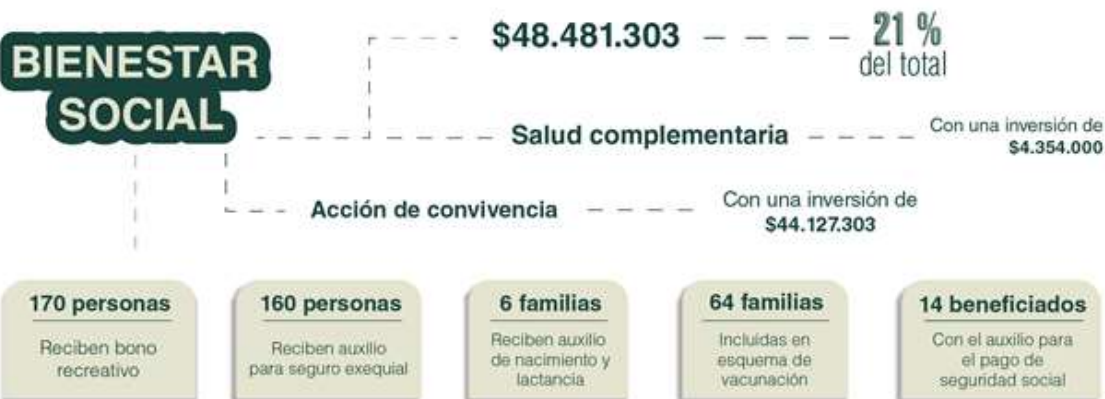 BIENESTAR
SOCIAL
$48.481.303
21 %
del total
Salud complementaria
Con una inversión de
$4.354.000
Acción de convivencia
Con una inversión de
$44.127.303
170 personas
Reciben bono
recreativo
160 personas
Reciben auxilio
para seguro exequial
6 familias
Reciben auxilio
de nacimiento y
lactancia
64 familias
Incluidas en
esquema de
vacunación
14 beneficiados
Con el auxilio para
el pago de
seguridad social